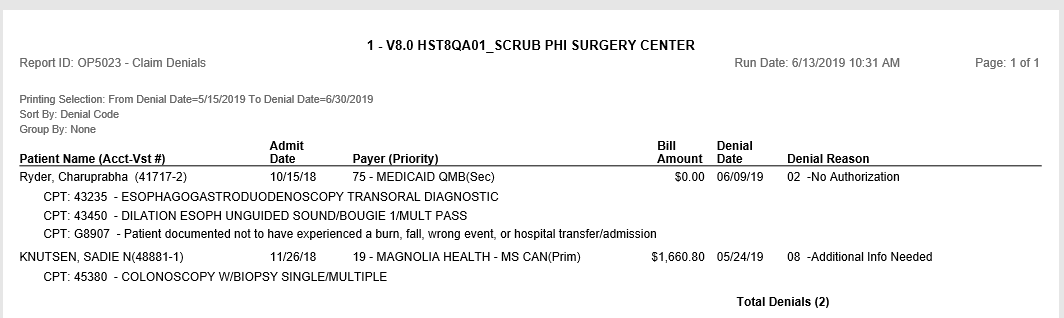 1 - V8.0 HST8QA01_SCRUB PHI SURGERY CENTER
Report ID: OP5023 - Claim Denials Run Date: 6/13/2019 10:31 AM Page: 1 of 1
Printing Selection: From Denial Date=5/15/2019 To Denial Date=6/30/2019
Sort By: Denial Code
Group By: None
Admit Bill Denial
Patient Name (Acct-Vst #) Date Payer (Priority) Amount Date Denial Reason
Ryder, Charuprabha (41717-2) 10/15/18 75 - MEDICAID QMB(Sec) $0.00 06/09/19 02 -No Authorization
CPT: 43235 - ESOPHAGOGASTRODUODENOSCOPY TRANSORAL DIAGNOSTIC
CPT: 43450 - DILATION ESOPH UNGUIDED SOUND/BOUGIE 1/MULT PASS
CPT: G8907 - Patient documented not to have experienced a burn, fall, wrong event, or hospital transfer/admission
KNUTSEN, SADIE N(48881-1) 11/26/18 19 - MAGNOLIA HEALTH - MS CAN(Prim) $1,660.80 05/24/19 08 -Additional Info Needed
CPT: 45380 - COLONOSCOPY W/BIOPSY SINGLE/MULTIPLE
Total Denials (2)